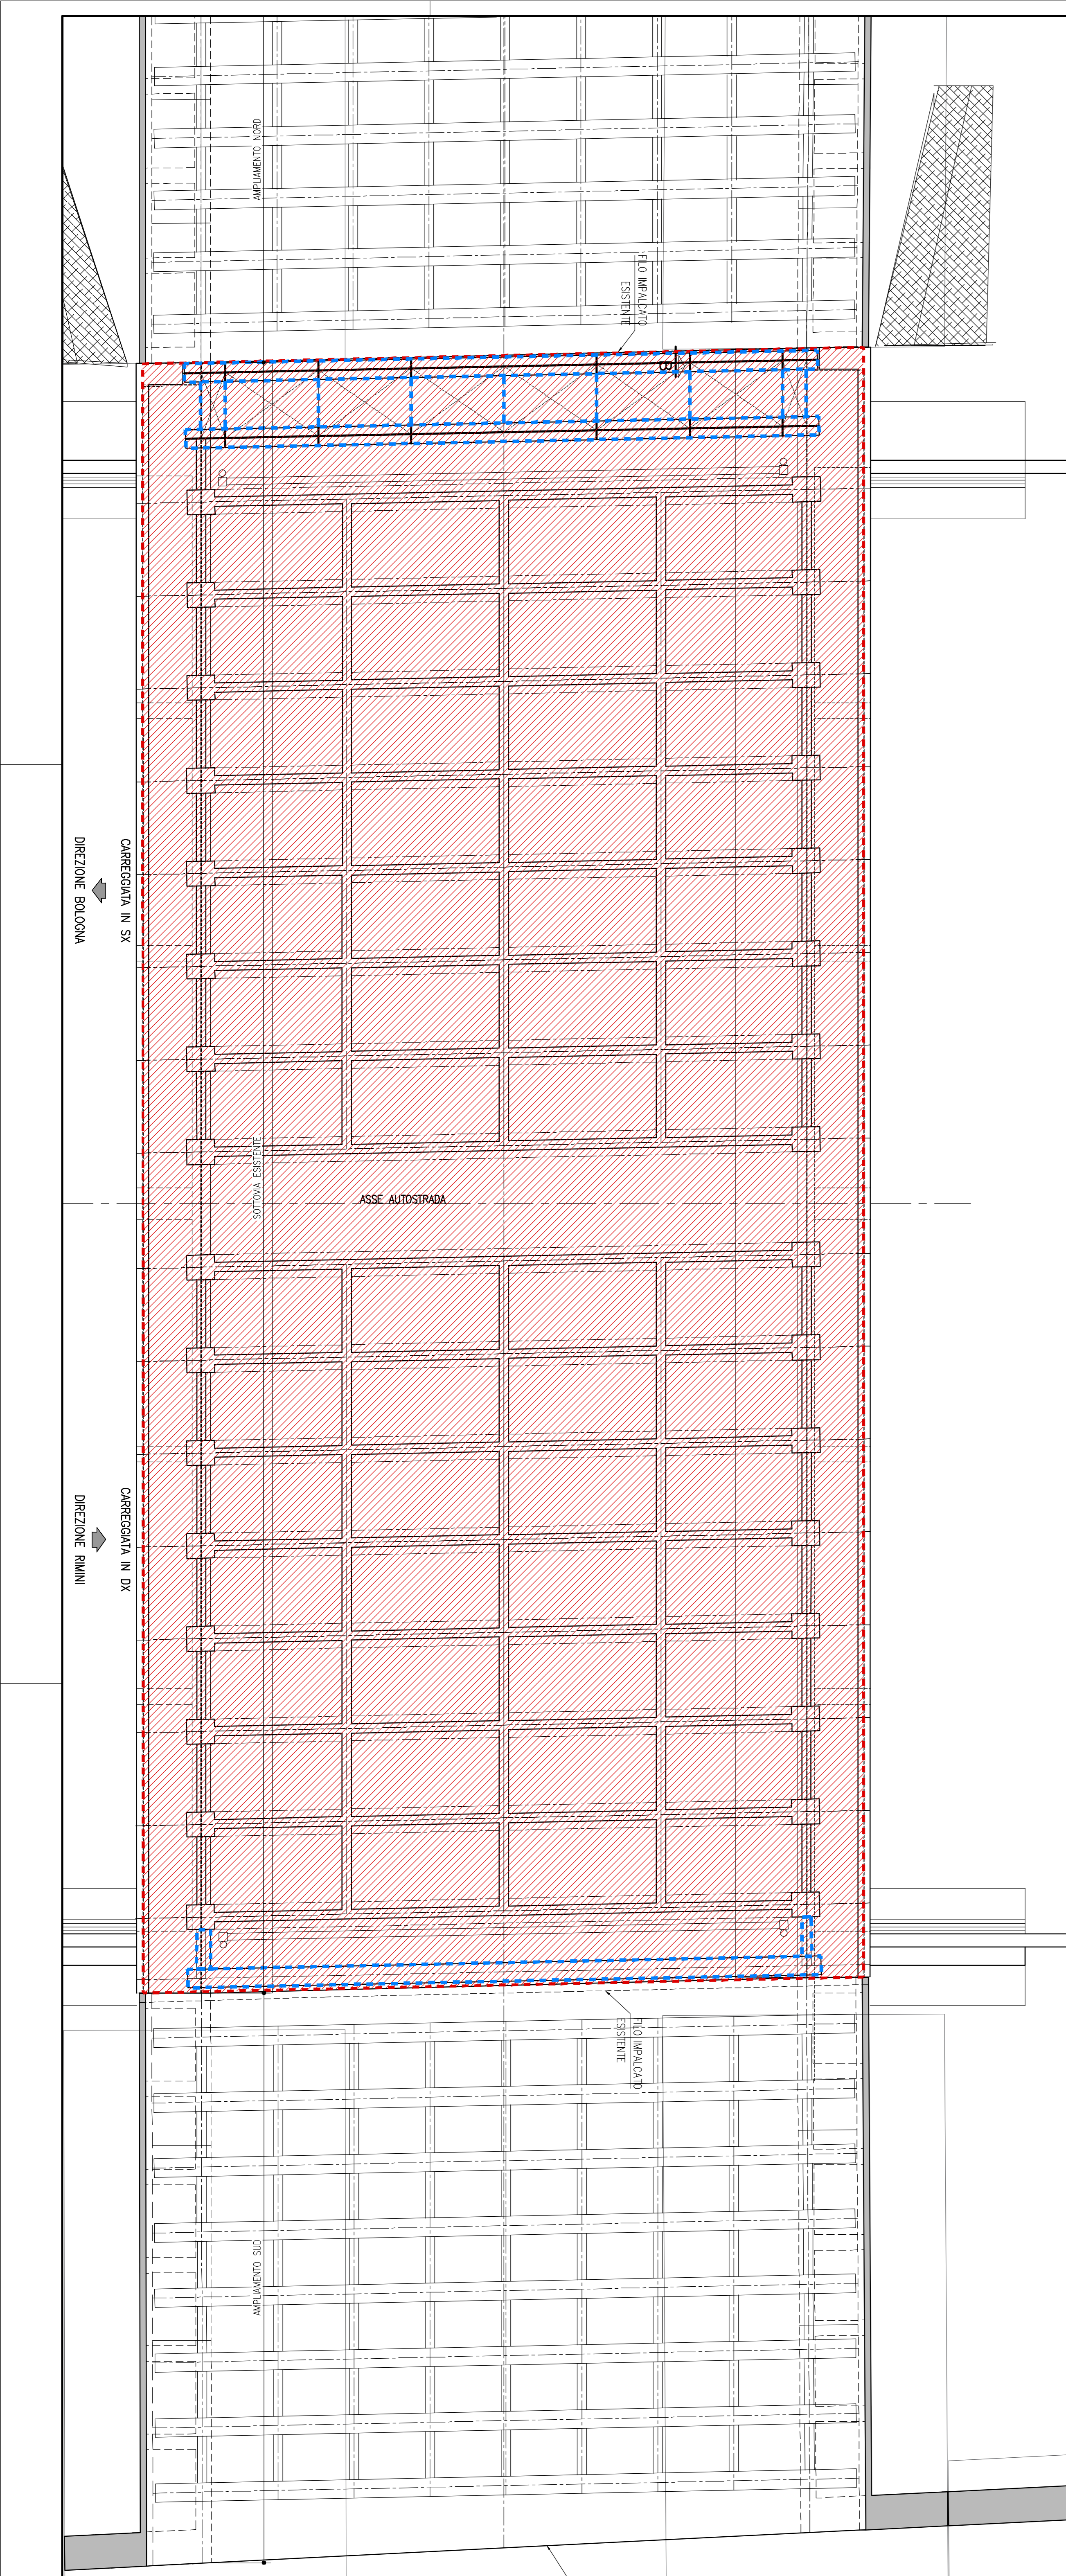 AMPLIAMENTO NORD
FILO IMPALCATO
ESISTENTE
B
CARREGGIATA IN SX
DIREZIONE BOLOGNA
SOTTOVIA ESISTENTE
ASSE AUTOSTRADA
CARREGGIATA IN DX
DIREZIONE RIMINI
FILO IMPALCATO
ESISTENTE
AMPLIAMENTO SUD